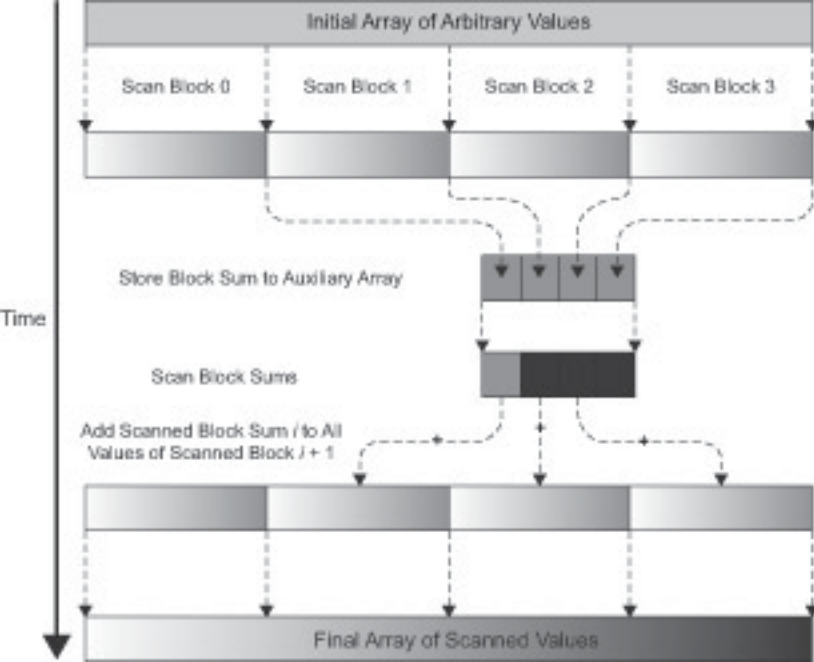 Initial Array of Arbitrary Values
Scan Block 0
Scan Block 1
Scan Block 2
Scan Block 3
Store Block Sum to Auxiliary Array
Time
Scan Block Sums
+
+
+
Add Scanned Block Sum i to All
Values of Scanned Block i + 1
Final Array of Scanned Values